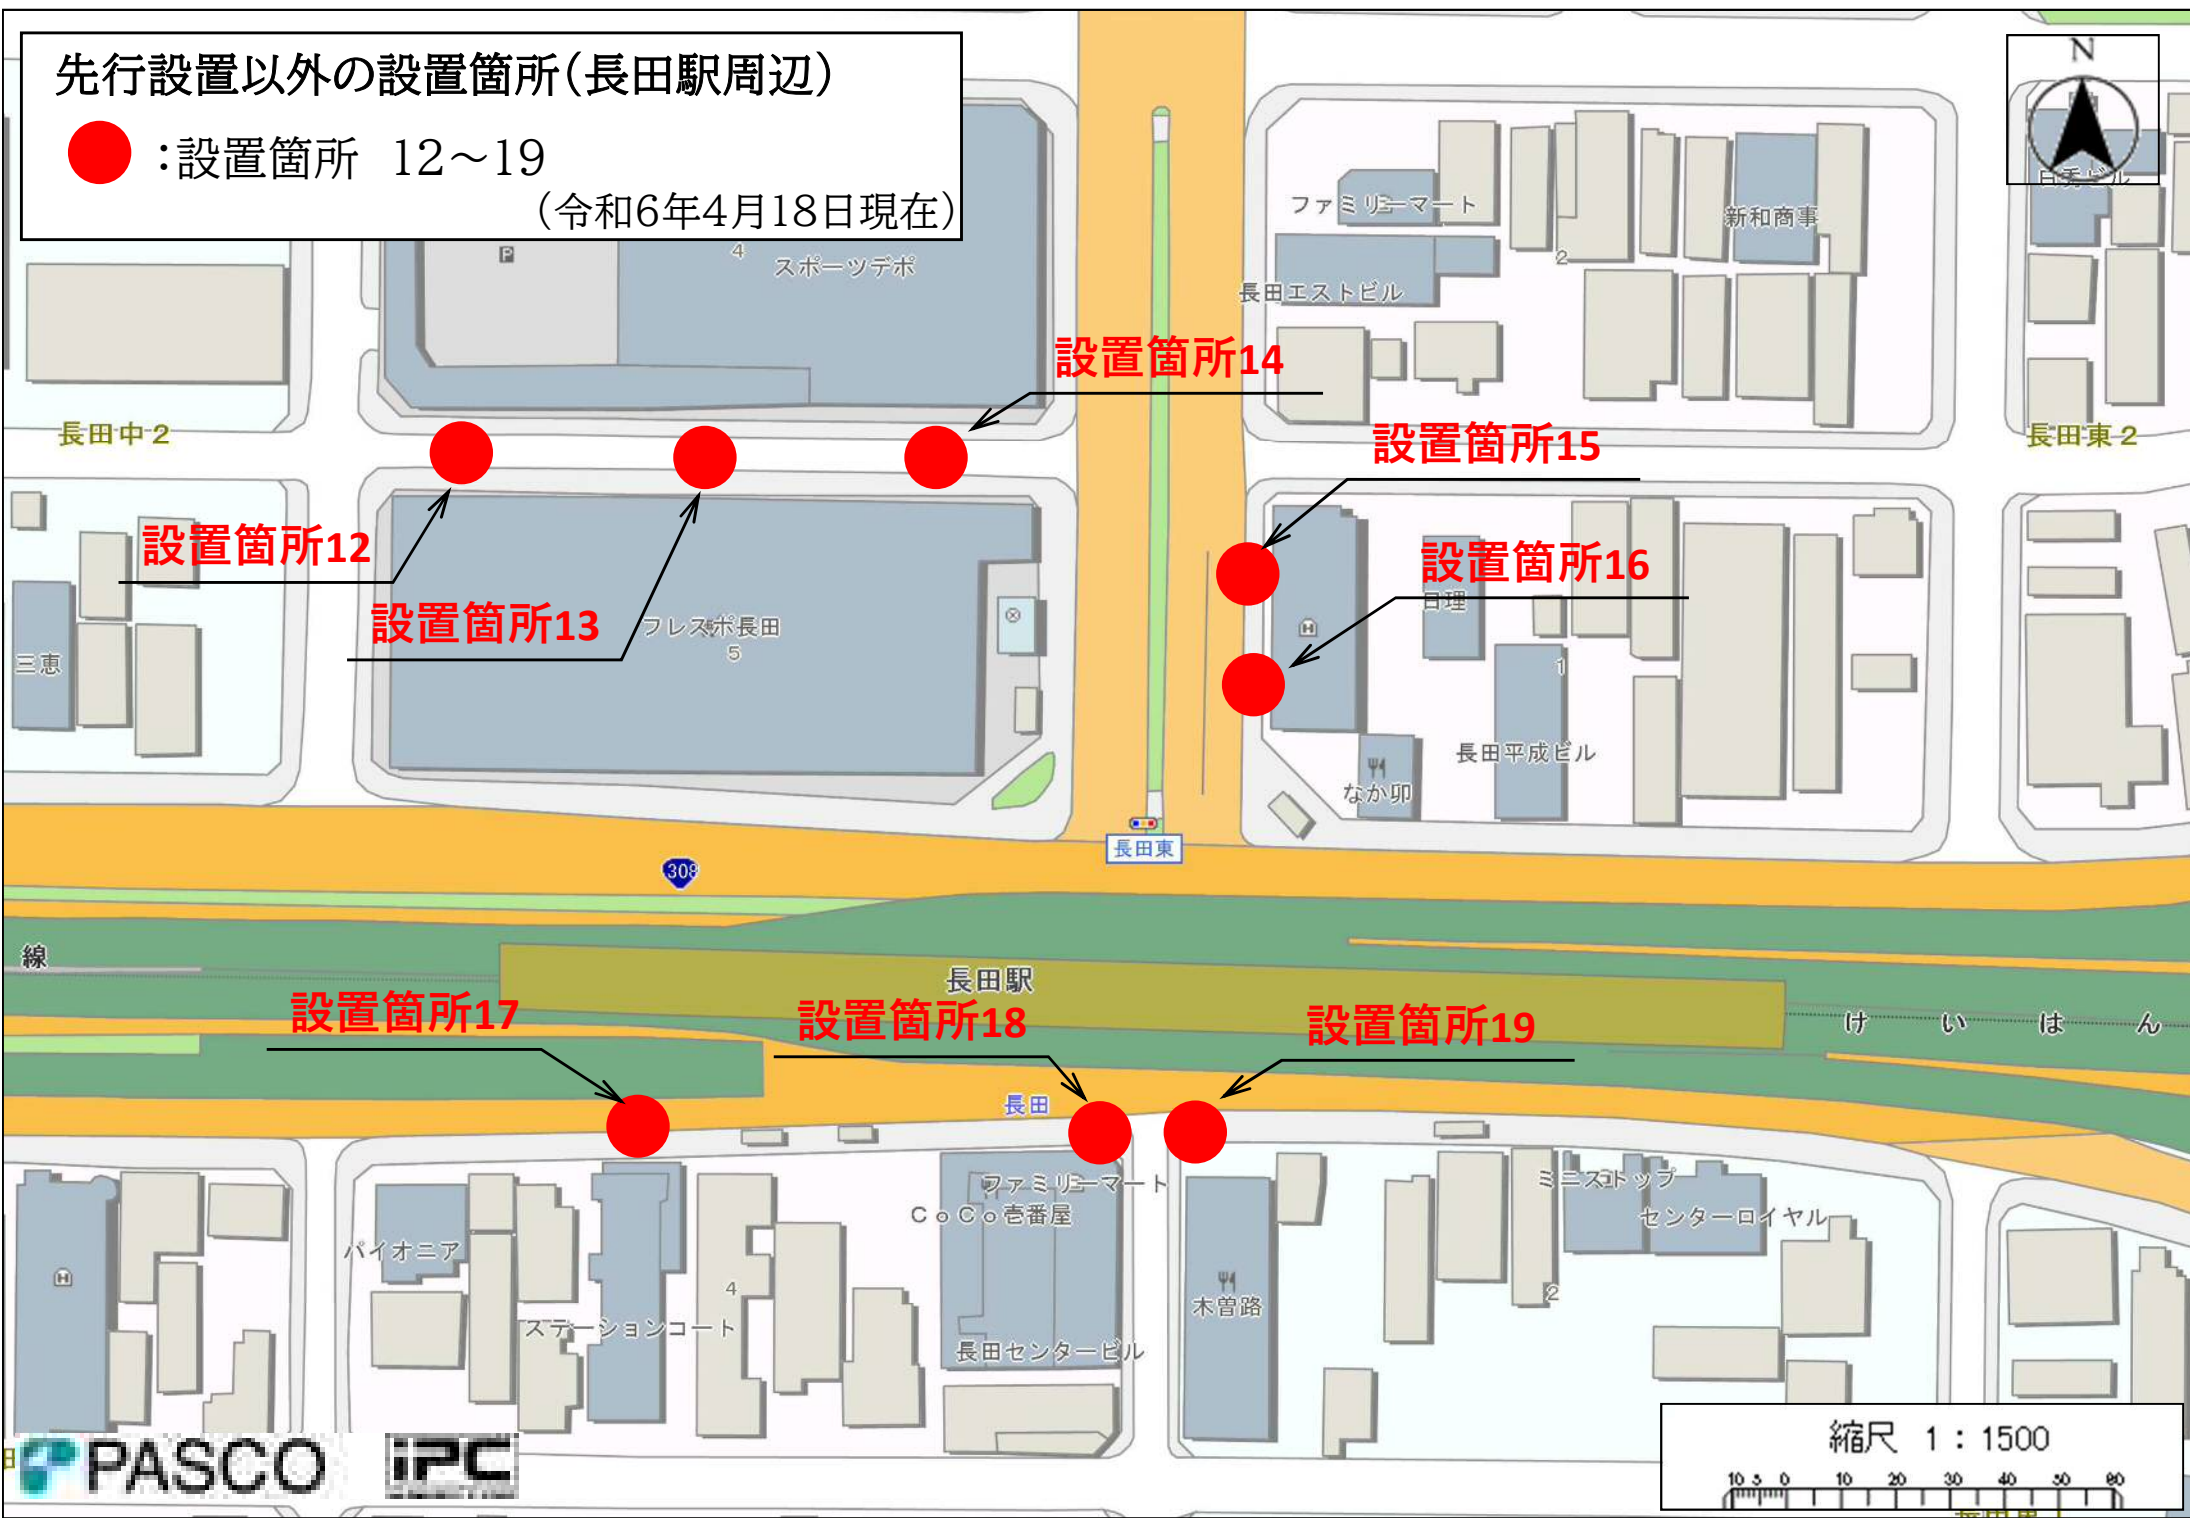 先行設置以外の設置箇所(長田駅周辺)
:設置箇所 12～19
(令和6年4月18日現在)
N
日秀ビル
ファミリーマート
新和商事
4
スポーツデポ
P
2
長田エストビル
設置箇所14
長田中2
設置箇所15
長田東2
設置箇所12
設置箇所16
日理
設置箇所13
フレスポ長田
5
H
三恵
1
長田平成ビル
なか卯
長田東
308
線
長田駅
設置箇所17
設置箇所18
設置箇所19
け い は ん
長田
ファミリーマート
ミニストップ
CoCo壱番屋
センターロイヤル
パイオニア
H
4
木曽路
2
ステーションコート
長田センタービル
縮尺 1:1500
10 5 0 10 20 30 40 50 60
PASCO
iPC